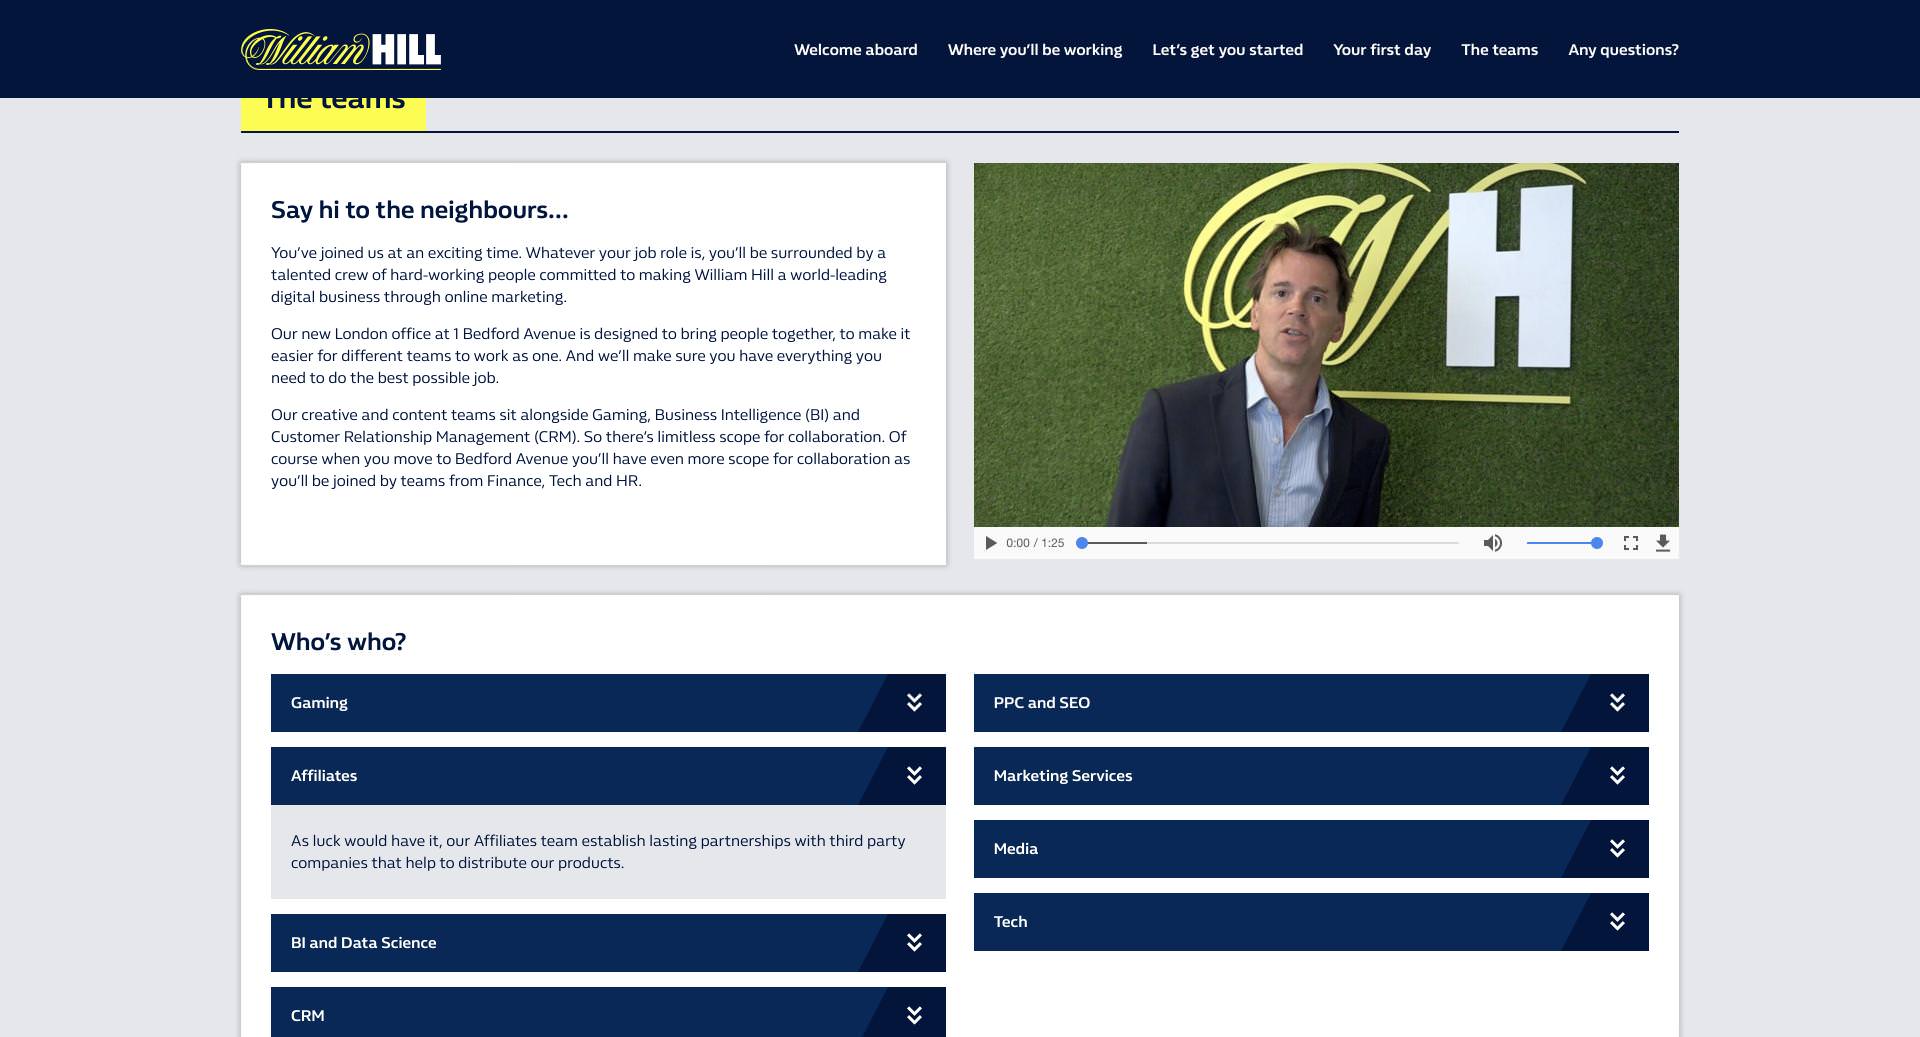 William HILL
Welcome aboard
Where you'll be working
Let's get you started
Your first day
The teams
Any questions?
The teams
Say hi to the neighbours...
You've joined us at an exciting time. Whatever your job role is, you'll be surrounded by a
talented crew of hard-working people committed to making William Hill a world-leading
digital business through online marketing.
Our new London office at 1 Bedford Avenue is designed to bring people together, to make it
easier for different teams to work as one. And we'll make sure you have everything you
need to do the best possible job.
Our creative and content teams sit alongside Gaming, Business Intelligence (BI) and
Customer Relationship Management (CRM). So there's limitless scope for collaboration. Of
course when you move to Bedford Avenue you'll have even more scope for collaboration as
you'll be joined by teams from Finance, Tech and HR.
WH
0:00 / 1:25
Who's who?
Gaming
Affiliates
As luck would have it, our Affiliates team establish lasting partnerships with third party
companies that help to distribute our products.
BI and Data Science
CRM
PPC and SEO
Marketing Services
Media
Tech